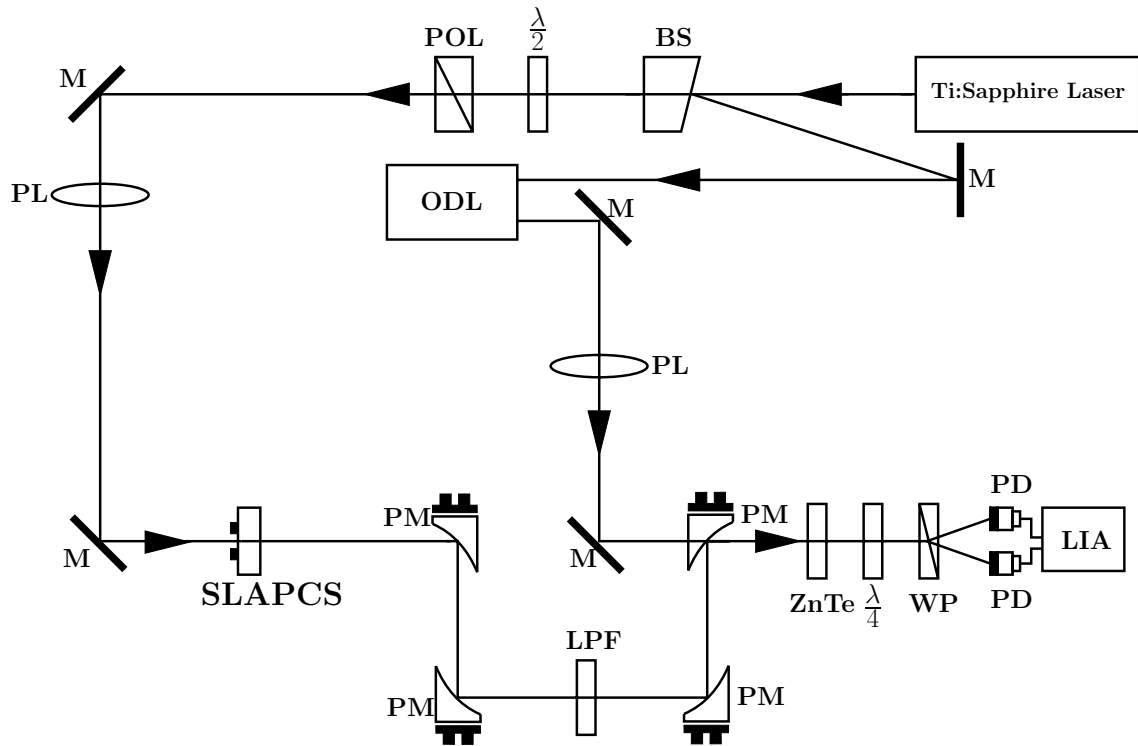 POL
λ/2
BS
Ti:Sapphire Laser
M
M
PL
ODL
M
PL
PM
PM
PD
M
M
LIA
SLAPCS
ZnTe
λ/4
WP
PD
LPF
PM
PM